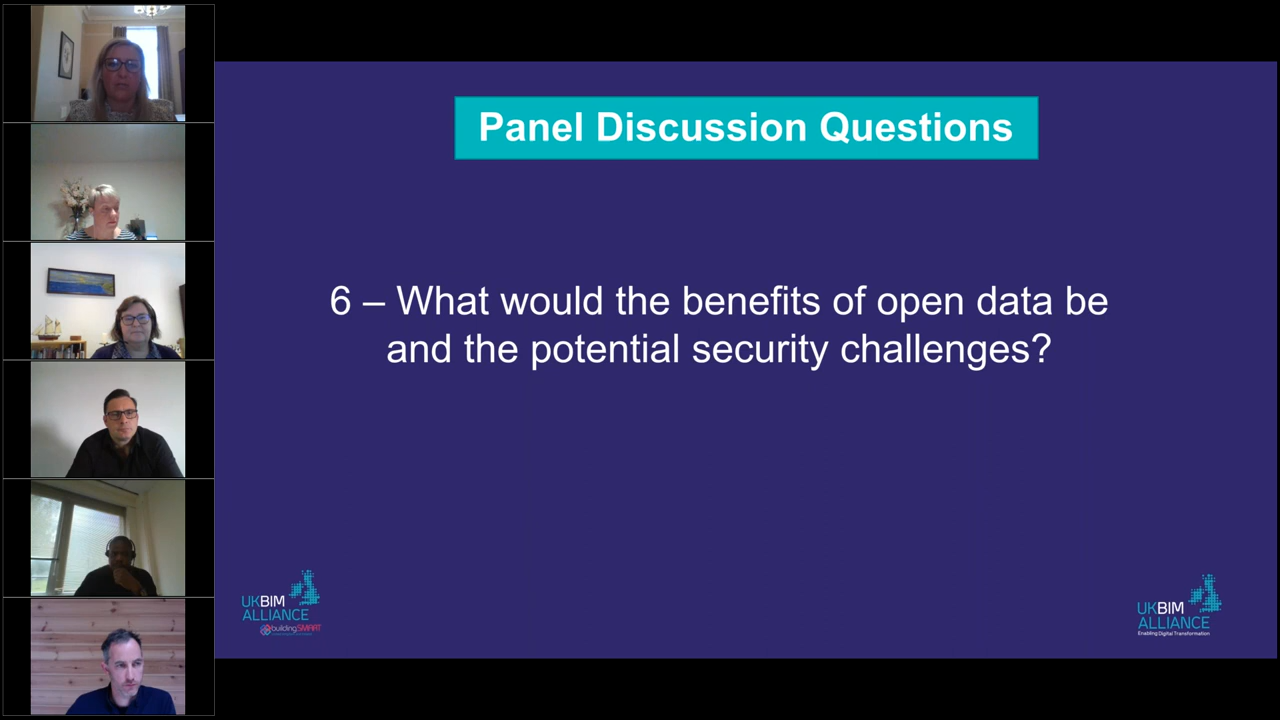 Panel Discussion Questions
6 – What would the benefits of open data be
and the potential security challenges?
UKBIM
ALLIANCE
buildingSMART
UKBIM
ALLIANCE
Enabling Digital Transformation